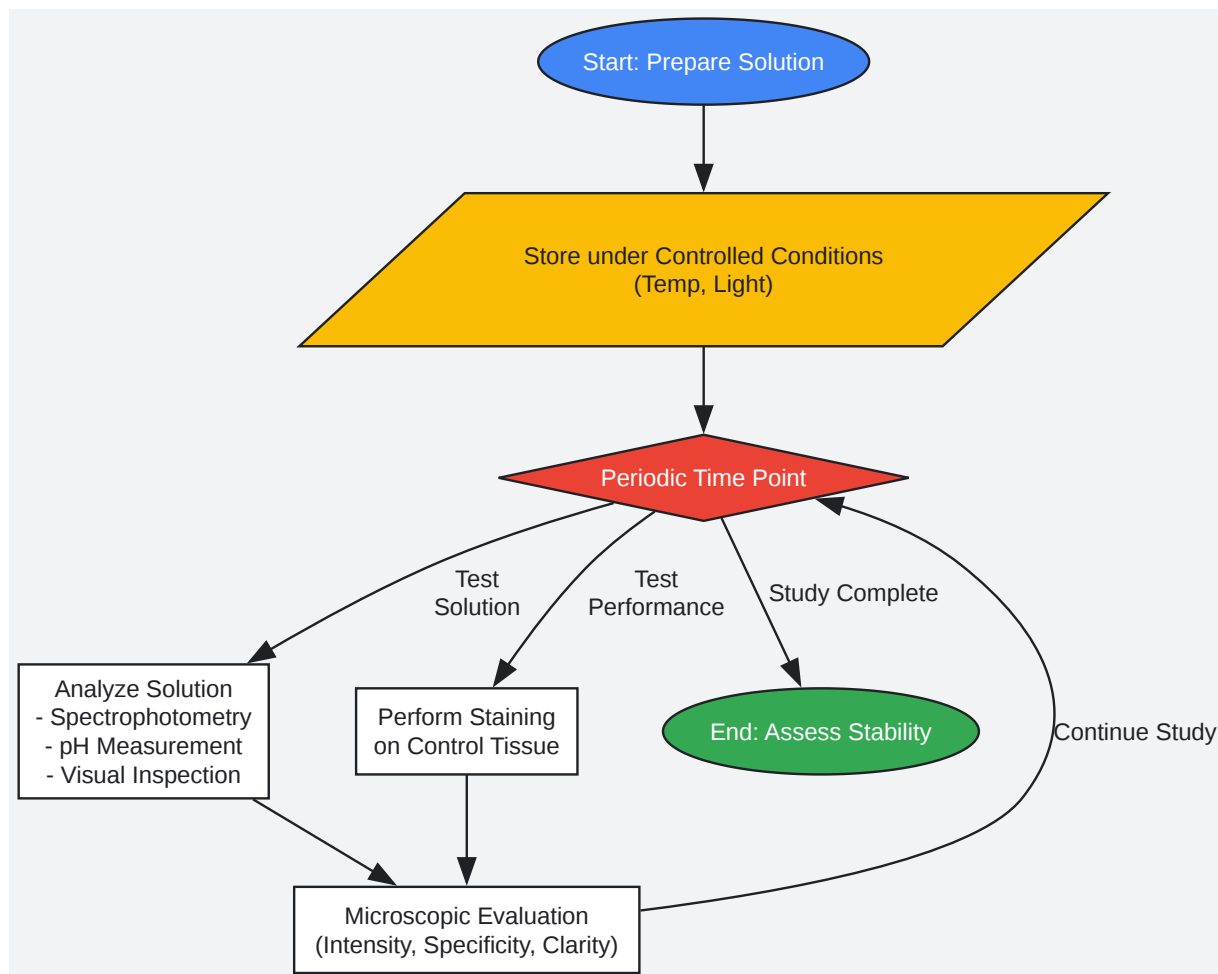 Start: Prepare Solution
Store under Controlled Conditions
(Temp, Light)
Periodic Time Point
Test
Solution
Test
Performance
Study Complete
Analyze Solution
- Spectrophotometry
- pH Measurement
- Visual Inspection
Perform Staining
on Control Tissue
End: Assess Stability
Continue Study
Microscopic Evaluation
(Intensity, Specificity, Clarity)